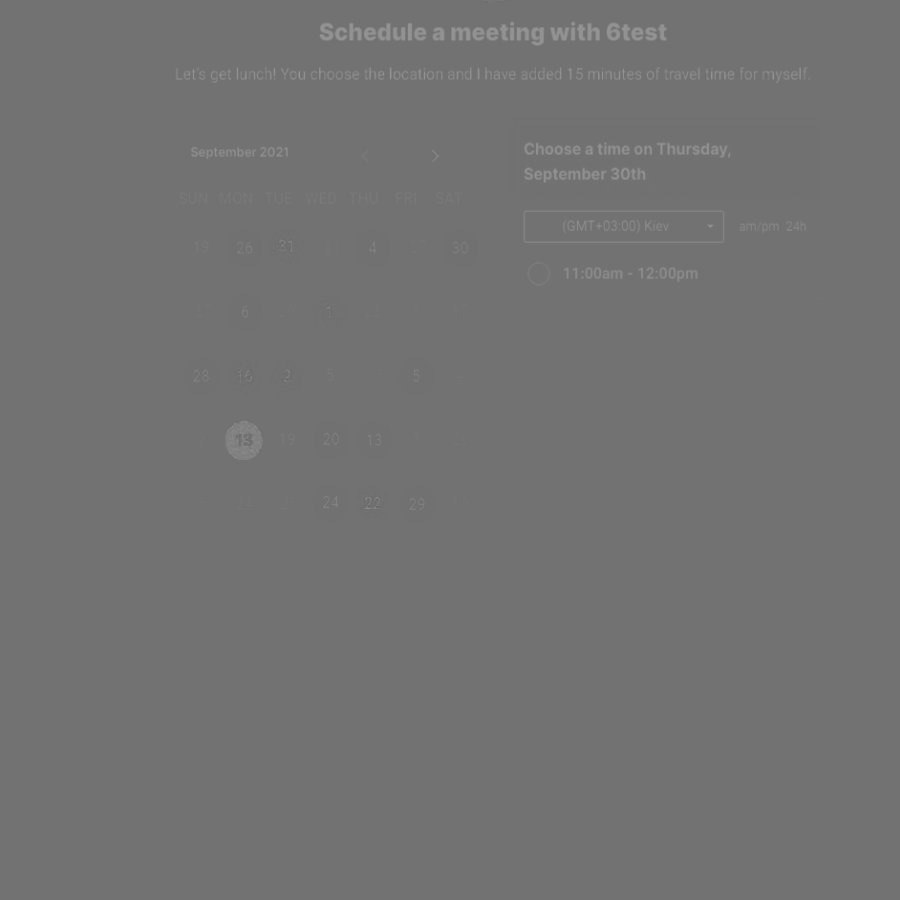 Schedule a meeting with 6test
Let's get lunch! You choose the location and I have added 15 minutes of travel time for myself.
September 2021
SUN MON TUE WED THU FRI SAT
19 26 31 4 30
6
28 16 2 5 5
13 18 20 13
24 22 29
Choose a time on Thursday,
September 30th
(GMT+03:00) Kiev am/pm 24h
11:00am - 12:00pm